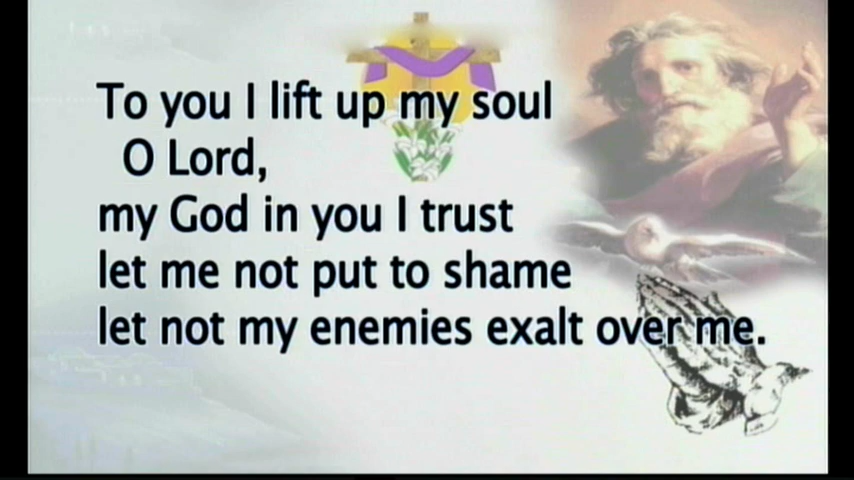 To you I lift up my soul
O Lord,
my God in you I trust
let me not put to shame
let not my enemies exalt over me.